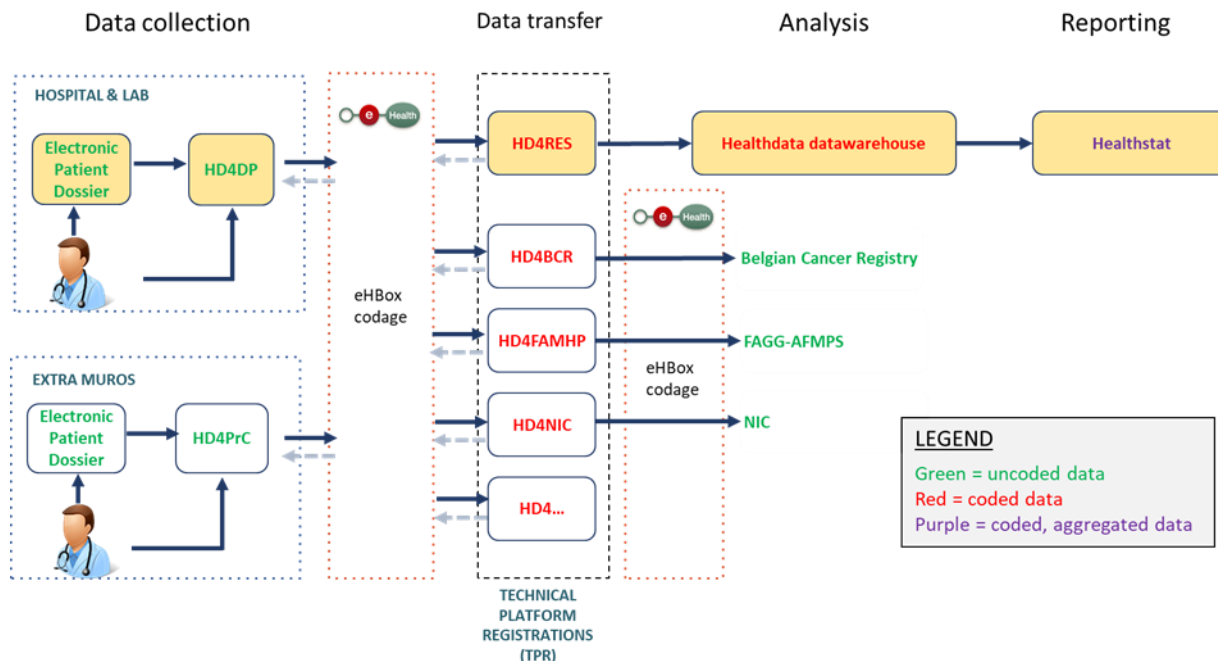 Data collection
Data transfer
Analysis
Reporting
HOSPITAL & LAB
Electronic
Patient
Dossier
HD4DP
e
Health
HD4RES
Healthdata datawarehouse
Healthstat
e
Health
HD4BCR
Belgian Cancer Registry
eHBox
codage
HD4FAMHP
FAGG-AFMPS
eHBox
codage
EXTRA MUROS
Electronic
Patient
Dossier
HD4PrC
HD4NIC
NIC
HD4...
TECHNICAL
PLATFORM
REGISTRATIONS
(TPR)
LEGEND
Green = uncoded data
Red = coded data
Purple = coded, aggregated data